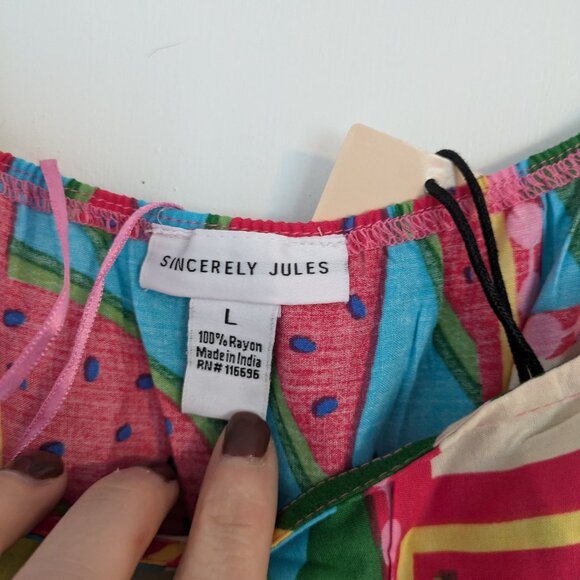 SINCERELY JULES
L
100% Rayon
Made in India
RN# 116696